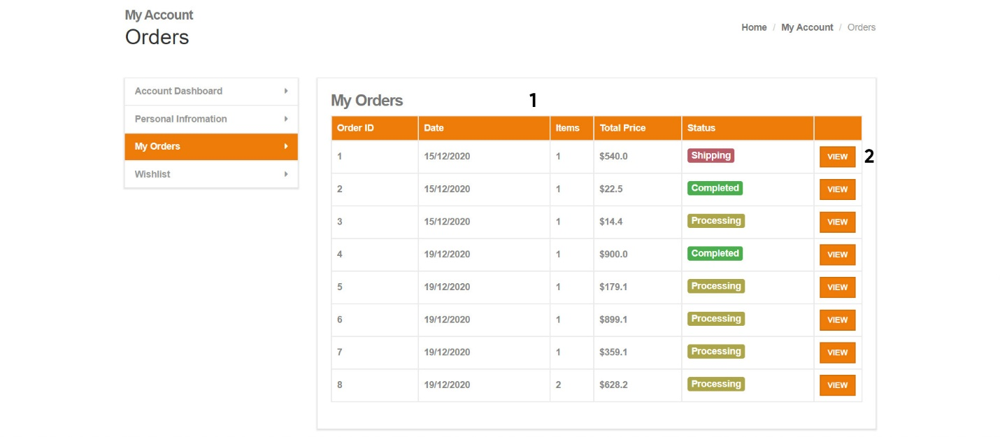 My Account
Orders
Home / My Account / Orders
Account Dashboard
Personal Infromation
My Orders
Wishlist
My Orders 1
Order ID Date Items Total Price Status
1 15/12/2020 1 $540.0 Shipping VIEW 2
2 15/12/2020 1 $22.5 Completed VIEW
3 15/12/2020 1 $14.4 Processing VIEW
4 19/12/2020 1 $900.0 Completed VIEW
5 19/12/2020 1 $179.1 Processing VIEW
6 19/12/2020 1 $899.1 Processing VIEW
7 19/12/2020 1 $359.1 Processing VIEW
8 19/12/2020 2 $628.2 Processing VIEW